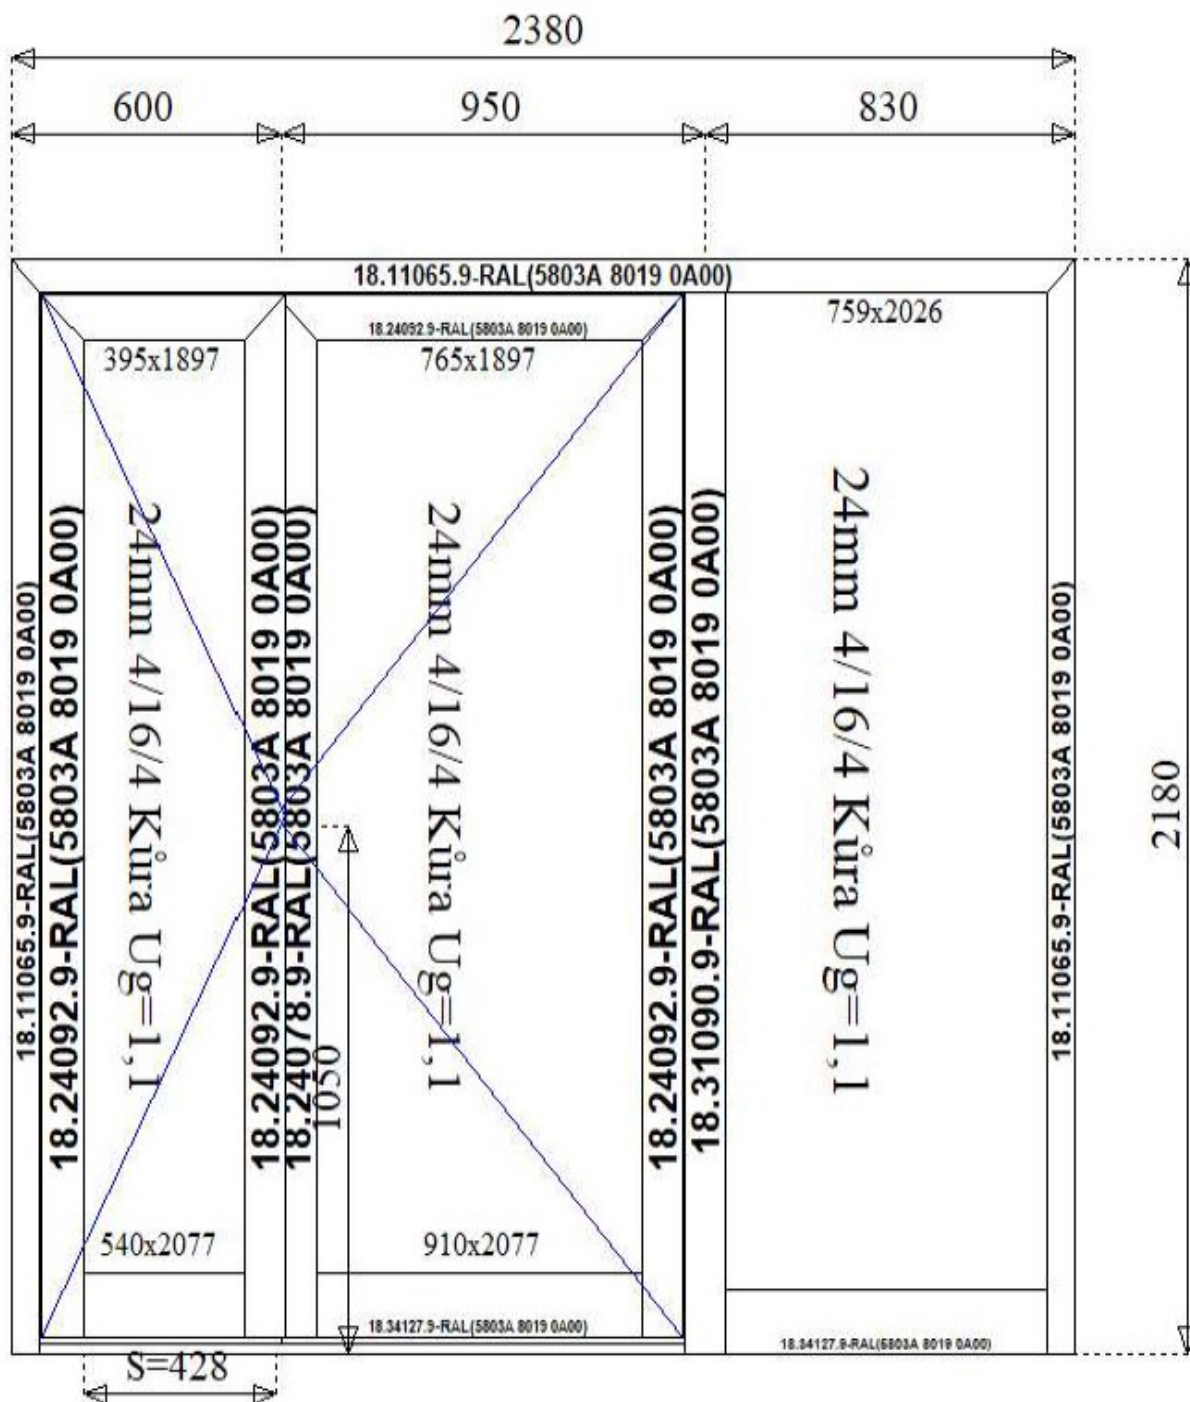 2380
600
950
830
18.11065.9-RAL(5803A 8019 0A00)
18.24092.9-RAL(5803A 8019 0A00)
759x2026
395x1897
765x1897
18.11065.9-RAL(5803A 8019 0A00)
18.24092.9-RAL(5803A 8019 0A00)
24mm 4/16/4 Kůra Ug=1,1
18.24092.9-RAL(5803A 8019 0A00)
18.24078.9-RAL(5803A 8019 0A00)
1050
24mm 4/16/4 Kůra Ug=1,1
18.24092.9-RAL(5803A 8019 0A00)
18.31090.9-RAL(5803A 8019 0A00)
24mm 4/16/4 Kůra Ug=1,1
18.11065.9-RAL(5803A 8019 0A00)
2180
540x2077
910x2077
18.34127.9-RAL(5803A 8019 0A00)
18.34127.9-RAL(5803A 8019 0A00)
S=428